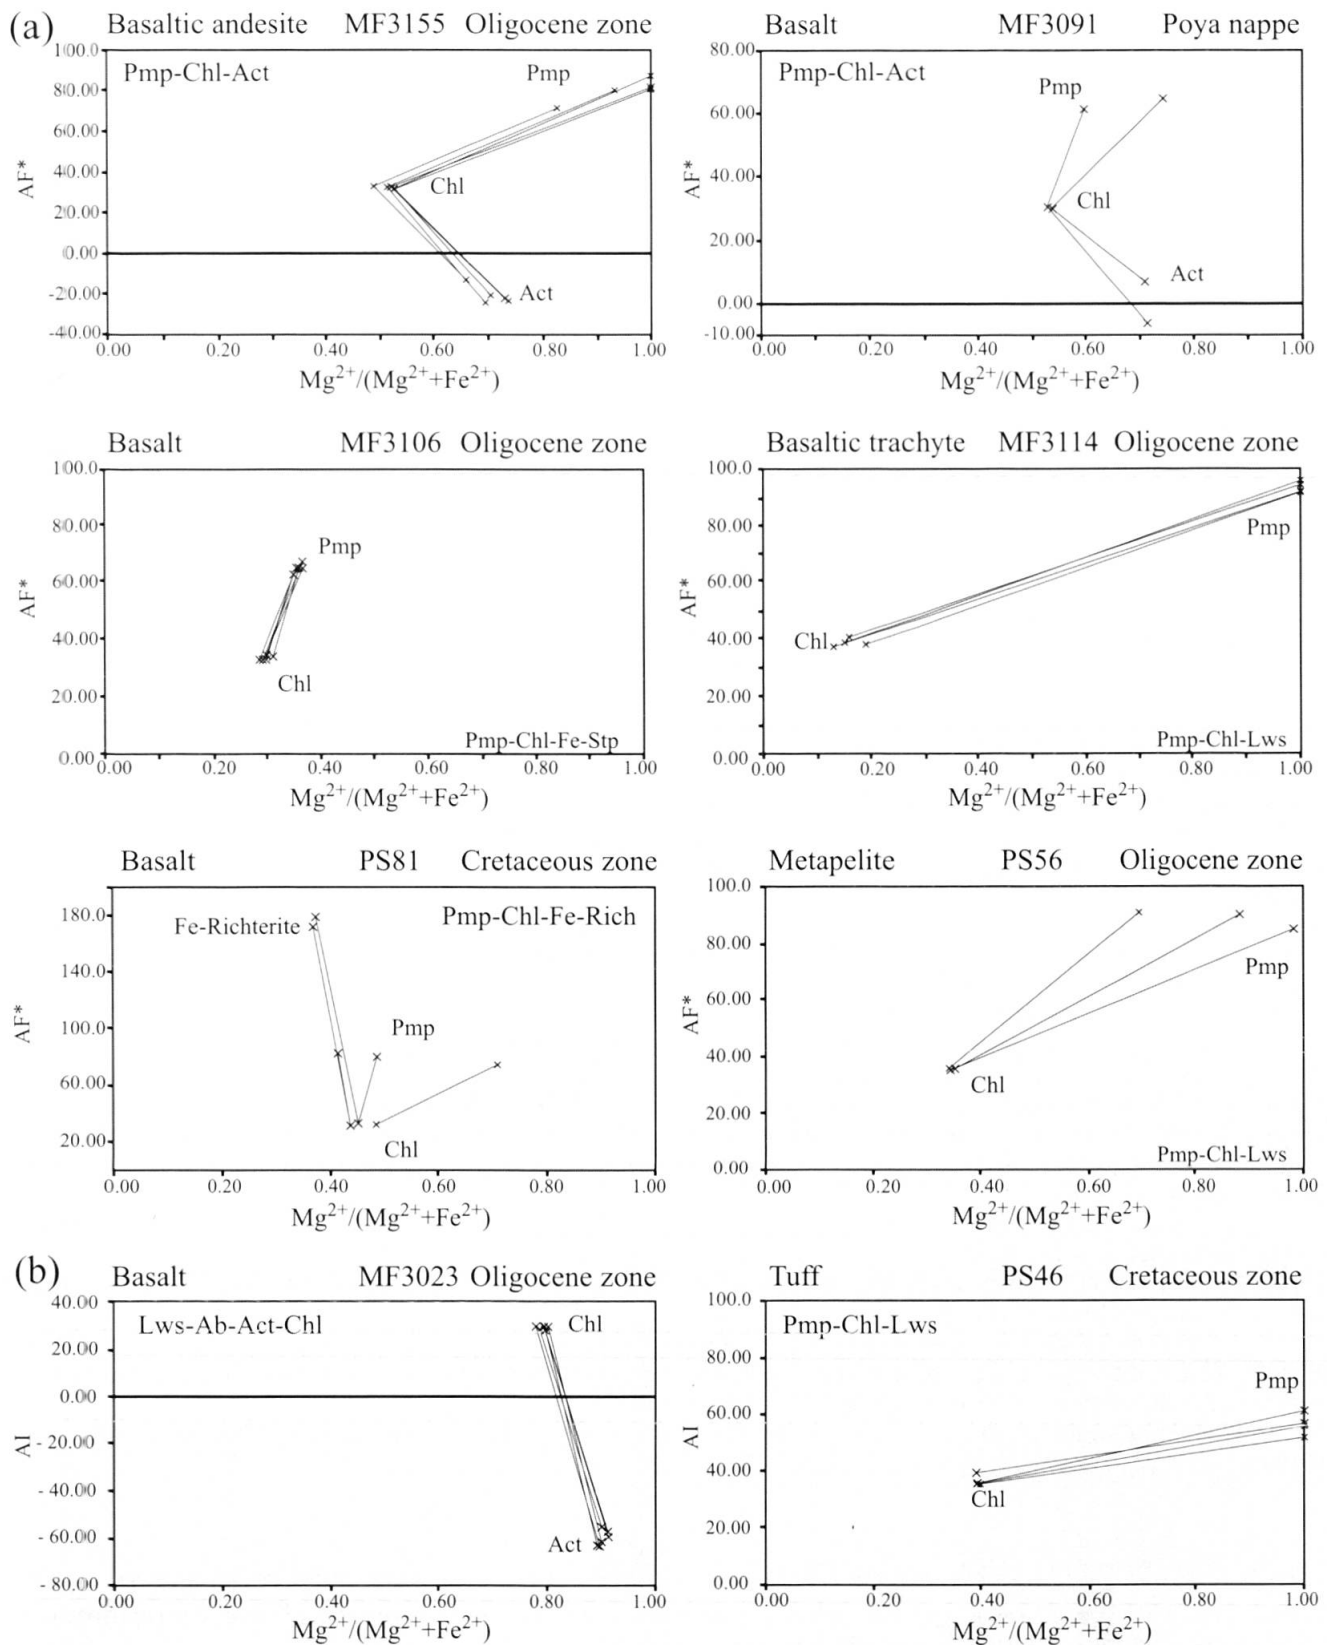 (a)
Basaltic andesite MF3155 Oligocene zone
100.0
80.00
60.00
40.00
20.00
0.00
-20.00
-40.00
AF*
Pmp-Chl-Act
Pmp
Chl
Act
0.00 0.20 0.40 0.60 0.80 1.00
Mg2+/(Mg2++Fe2+)
Basalt MF3091 Poya nappe
80.00
60.00
40.00
20.00
0.00
-10.00
AF*
Pmp-Chl-Act
Pmp
Chl
Act
0.00 0.20 0.40 0.60 0.80 1.00
Mg2+/(Mg2++Fe2+)
Basalt MF3106 Oligocene zone
100.0
80.00
60.00
40.00
20.00
0.00
AF*
Pmp
Chl
Pmp-Chl-Fe-Stp
0.20 0.40 0.60 0.80 1.00
Mg2+/(Mg2++Fe2+)
Basaltic trachyte MF3114 Oligocene zone
100.0
80.00
60.00
40.00
20.00
0.00
AF*
Pmp
Chl
Pmp-Chl-Lws
0.00 0.20 0.40 0.60 0.80 1.00
Mg2+/(Mg2++Fe2+)
Basalt PS81 Cretaceous zone
180.0
140.0
100.0
60.00
20.00
AF*
Pmp-Chl-Fe-Rich
Fe-Richterite
Pmp
Chl
0.00 0.20 0.40 0.60 0.80 1.00
Mg2+/(Mg2++Fe2+)
Metapelite PS56 Oligocene zone
100.0
80.00
60.00
40.00
20.00
0.00
AF*
Pmp
Chl
Pmp-Chl-Lws
0.00 0.20 0.40 0.60 0.80 1.00
Mg2+/(Mg2++Fe2+)
(b)
Basalt MF3023 Oligocene zone
40.00
20.00
0.00
- 20.00
- 40.00
- 60.00
- 80.00
AI
Lws-Ab-Act-Chl
Chl
Act
0.00 0.20 0.40 0.60 0.80 1.00
Mg2+/(Mg2++Fe2+)
Tuff PS46 Cretaceous zone
100.0
80.00
60.00
40.00
20.00
0.00
AI
Pmp-Chl-Lws
Pmp
Chl
0.00 0.20 0.40 0.60 0.80 1.00
Mg2+/(Mg2++Fe2+)